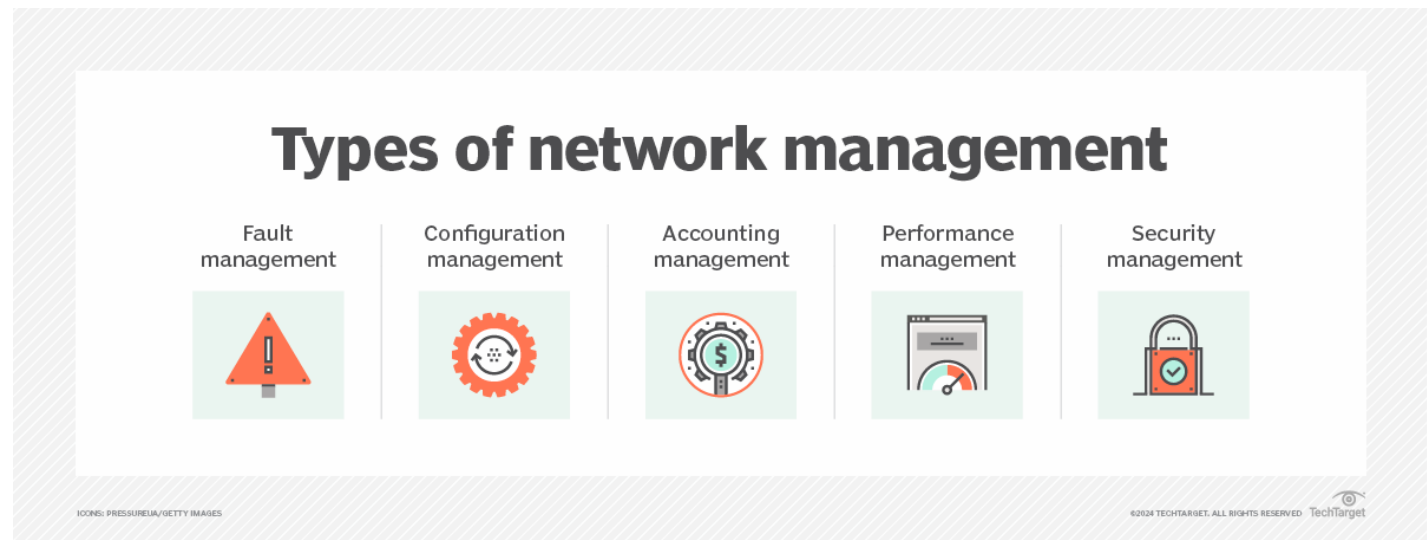 Types of network management
Fault
management
Configuration
management
Accounting
management
Performance
management
Security
management
$
ICONS: PRESSUREUA/GETTY IMAGES
©2024 TECHTARGET. ALL RIGHTS RESERVED TechTarget